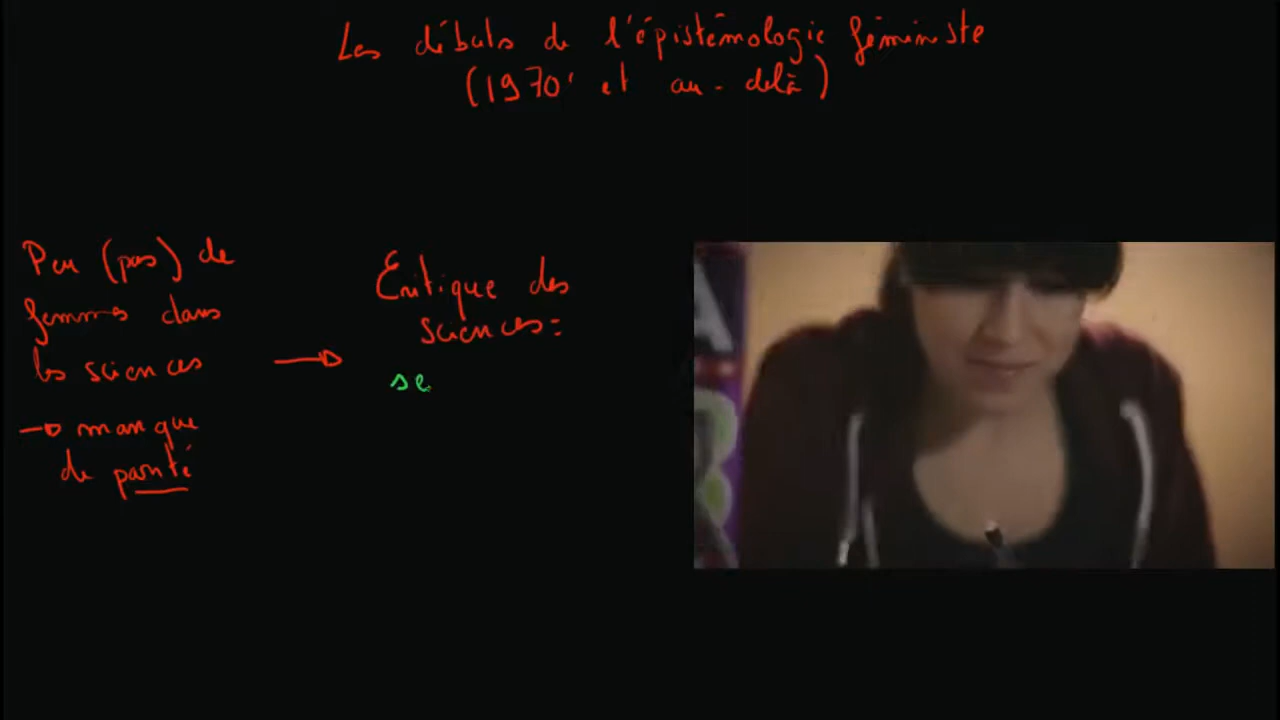 Les débuts de l'épistémologie féministe
(1970' et au-delà)
Peu (pas) de
femmes dans
les sciences
→ manque
de parité
→
Critique des
sciences:
se
A
R